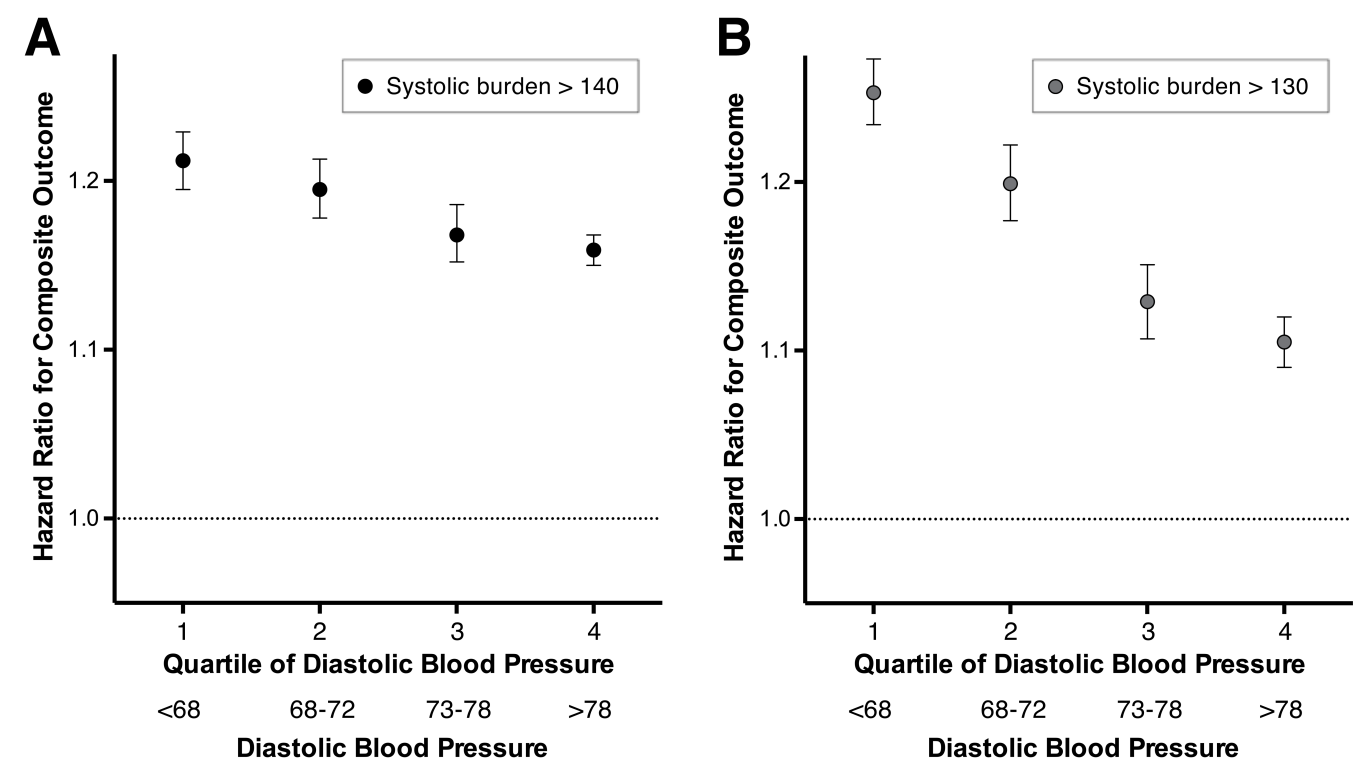 A
Systolic burden > 140
Hazard Ratio for Composite Outcome
1.2
1.1
1.0
1 2 3 4
Quartile of Diastolic Blood Pressure
<68 68-72 73-78 >78
Diastolic Blood Pressure
B
Systolic burden > 130
Hazard Ratio for Composite Outcome
1.2
1.1
1.0
1 2 3 4
Quartile of Diastolic Blood Pressure
<68 68-72 73-78 >78
Diastolic Blood Pressure